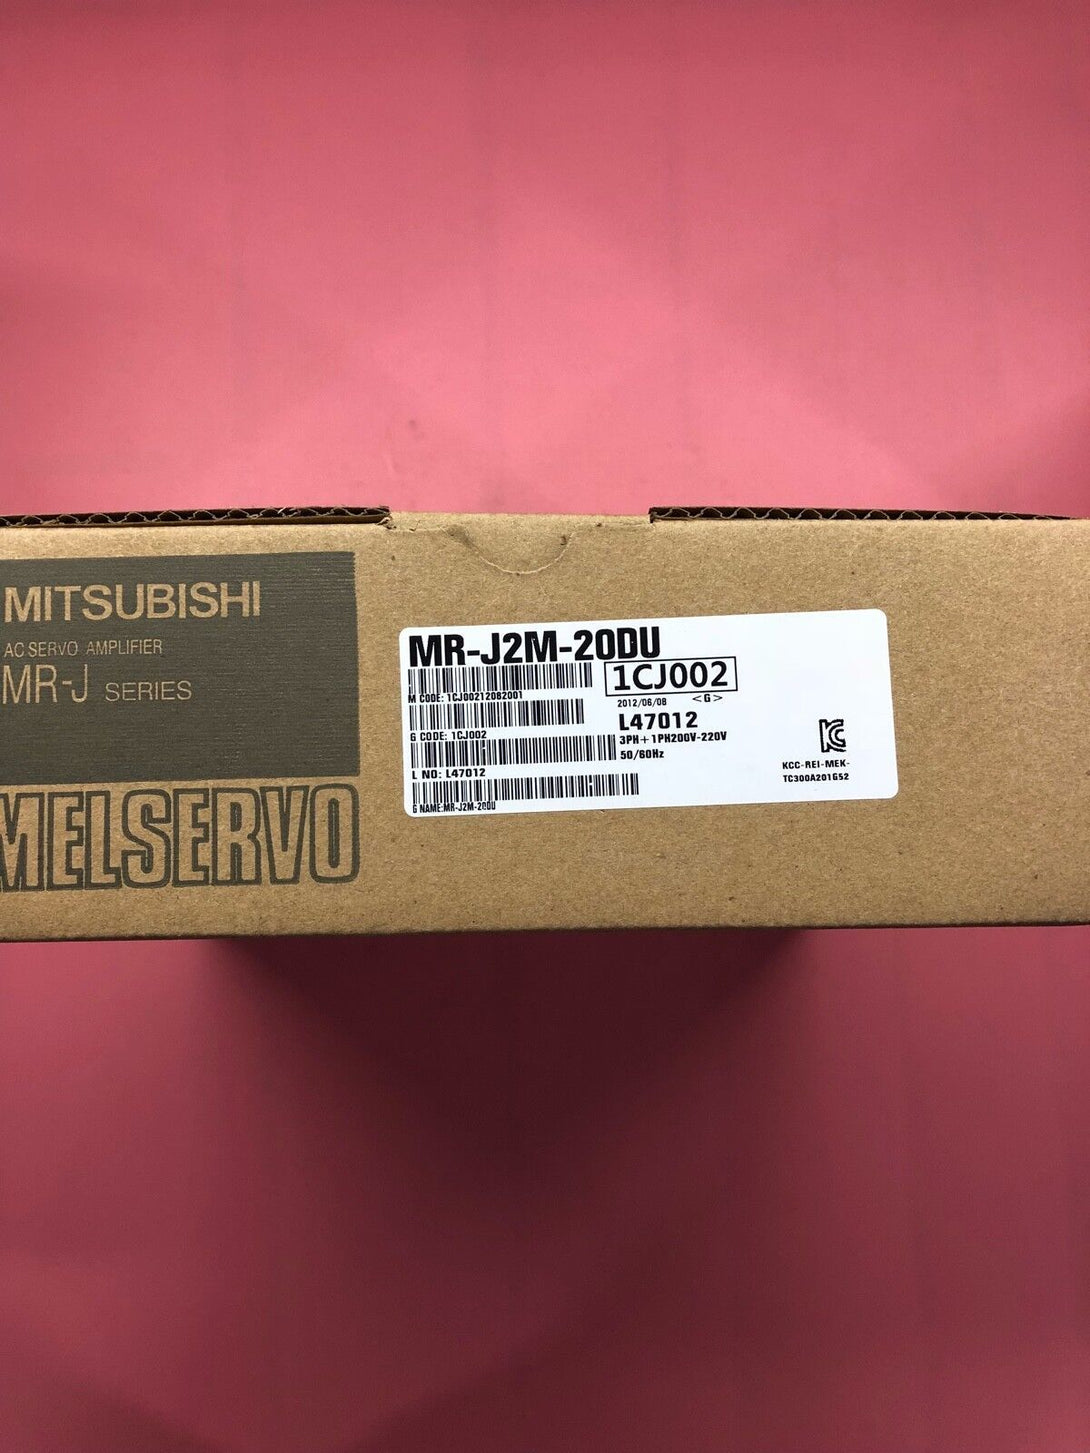 MITSUBISHI
AC SERVO AMPLIFIER
MR-J SERIES
MELSERVO
MR-J2M-20DU
1CJ002
M CODE: 1CJ00212082001
2012/06/08 <G>
L47012
G CODE: 1CJ002
3PH+1PH200V-220V
50/60Hz
L NO: L47012
G NAME:MR-J2M-20DU
KCC-REI-MEK-
TC300A201G52